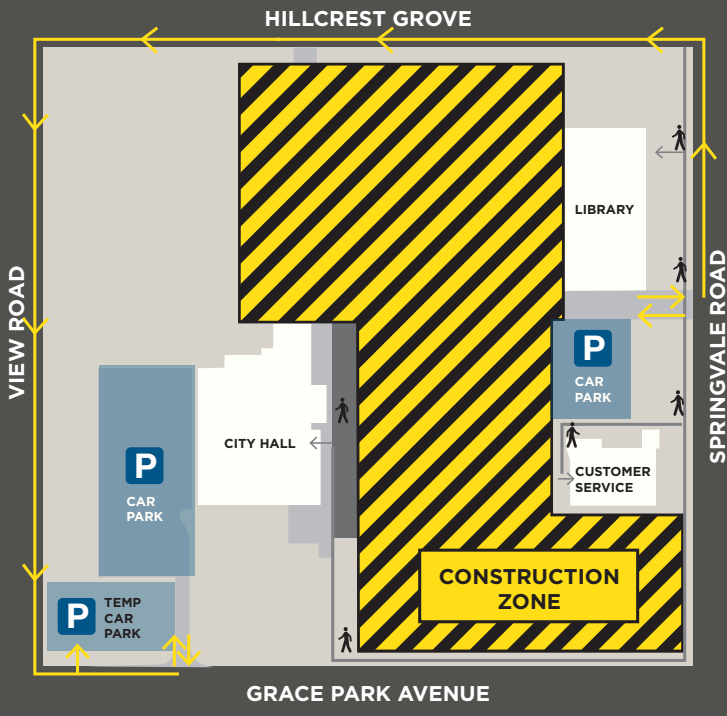 HILLCREST GROVE
LIBRARY
VIEW ROAD
SPRINGVALE ROAD
P
CAR
PARK
CITY HALL
P
CAR
PARK
CUSTOMER
SERVICE
CONSTRUCTION
ZONE
P
TEMP
CAR
PARK
GRACE PARK AVENUE